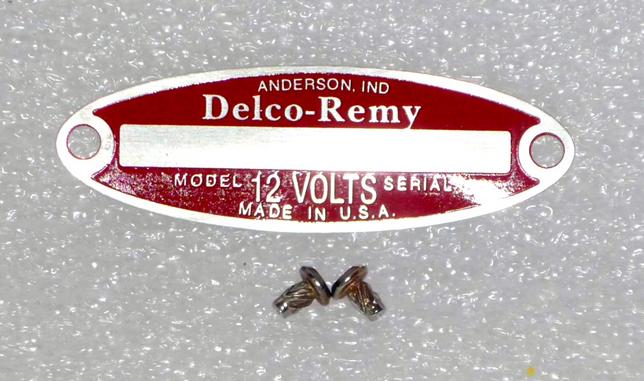 ANDERSON, IND
Delco-Remy
MODEL 12 VOLTS SERIAL
MADE IN U.S.A.